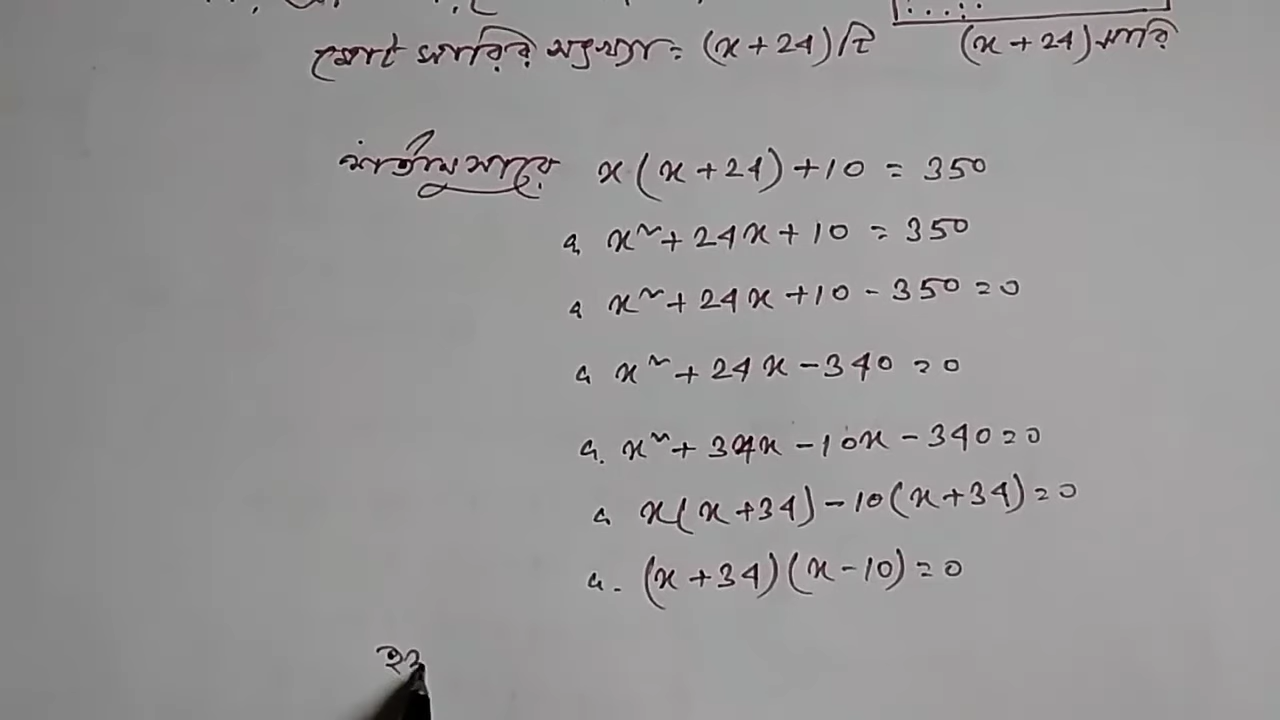 মোট সারির সংখ্যা = (x + 24) টি (x + 24) সারি
শর্তানুসারে x(x + 24) + 10 = 350
বা x² + 24x + 10 = 350
বা x² + 24x + 10 - 350 = 0
বা x² + 24x - 340 = 0
বা. x² + 34x - 10x - 340 = 0
বা x(x + 34) - 10(x + 34) = 0
বা. (x + 34)(x - 10) = 0
হয়